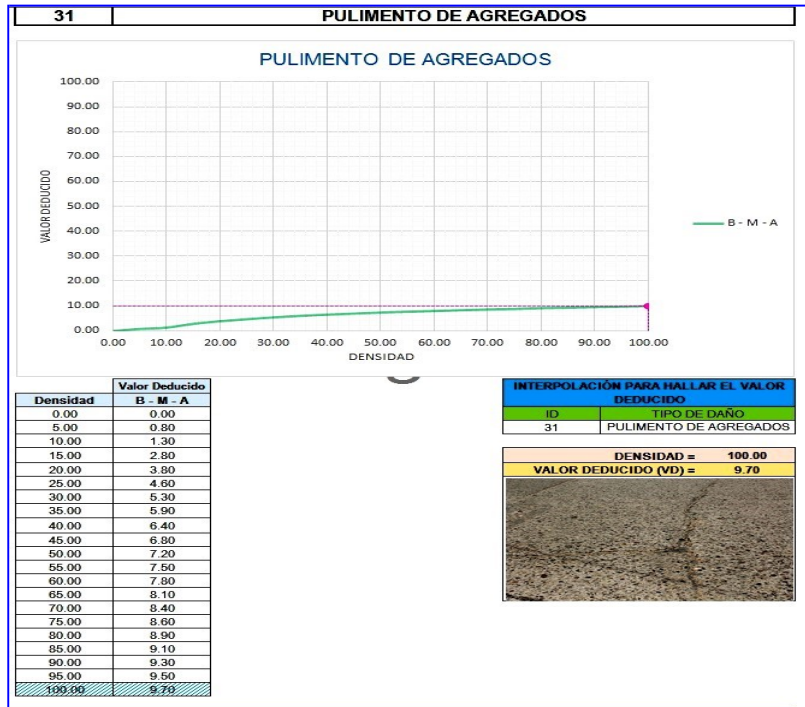 31 PULIMENTO DE AGREGADOS
PULIMENTO DE AGREGADOS
100.00
90.00
80.00
70.00
60.00
50.00
40.00
30.00
20.00
10.00
0.00
VALOR DEDUCIDO
0.00 10.00 20.00 30.00 40.00 50.00 60.00 70.00 80.00 90.00 100.00
DENSIDAD
B - M - A
Valor Deducido
Densidad B - M - A
0.00 0.00
5.00 0.80
10.00 1.30
15.00 2.80
20.00 3.80
25.00 4.60
30.00 5.30
35.00 5.90
40.00 6.40
45.00 6.80
50.00 7.20
55.00 7.50
60.00 7.80
65.00 8.10
70.00 8.40
75.00 8.60
80.00 8.90
85.00 9.10
90.00 9.30
95.00 9.50
100.00 9.70
INTERPOLACIÓN PARA HALLAR EL VALOR
DEDUCIDO
ID TIPO DE DAÑO
31 PULIMENTO DE AGREGADOS
DENSIDAD = 100.00
VALOR DEDUCIDO (VD) = 9.70